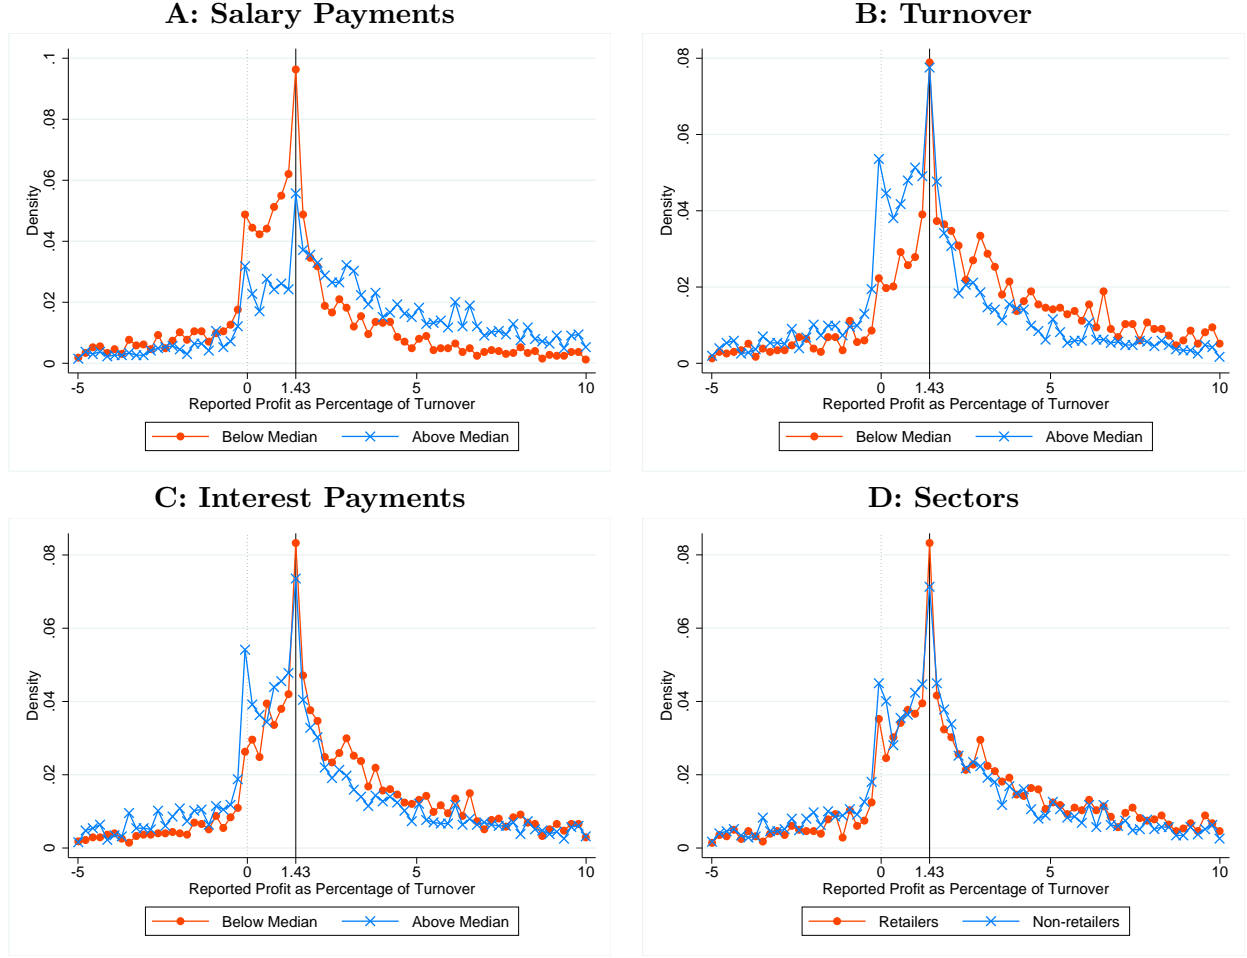 A: Salary Payments
Density
.1
.08
.06
.04
.02
0
-5 0 1.43 5 10
Reported Profit as Percentage of Turnover
Below Median Above Median
B: Turnover
Density
.08
.06
.04
.02
0
-5 0 1.43 5 10
Reported Profit as Percentage of Turnover
Below Median Above Median
C: Interest Payments
Density
.08
.06
.04
.02
0
-5 0 1.43 5 10
Reported Profit as Percentage of Turnover
Below Median Above Median
D: Sectors
Density
.08
.06
.04
.02
0
-5 0 1.43 5 10
Reported Profit as Percentage of Turnover
Retailers Non-retailers